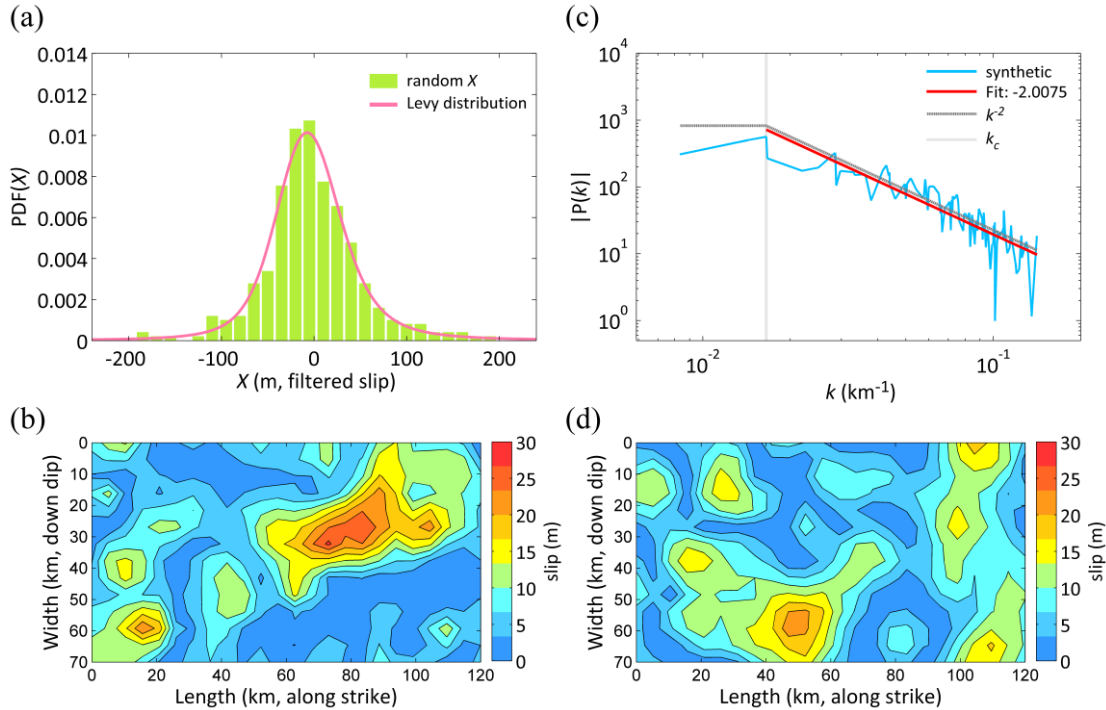 (a)
0.014
0.012
0.01
0.008
0.006
0.004
0.002
0
PDF(X)
random X
Levy distribution
-200 -100 0 100 200
X (m, filtered slip)
(c)
10^4
10^3
10^2
10^1
10^0
|P(k)|
synthetic
Fit: -2.0075
k^-2
k_c
10^-2 10^-1
k (km^-1)
(b)
0
10
20
30
40
50
60
70
Width (km, down dip)
0 20 40 60 80 100 120
Length (km, along strike)
30
25
20
15
10
5
0
slip (m)
(d)
0
10
20
30
40
50
60
70
Width (km, down dip)
0 20 40 60 80 100 120
Length (km, along strike)
30
25
20
15
10
5
0
slip (m)